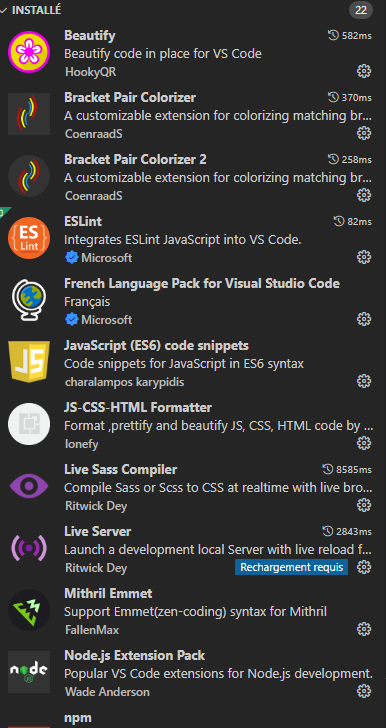 INSTALLÉ 22
Beautify 582ms
Beautify code in place for VS Code
HookyQR
Bracket Pair Colorizer 370ms
A customizable extension for colorizing matching br...
CoenraadS
Bracket Pair Colorizer 2 258ms
A customizable extension for colorizing matching br...
CoenraadS
ES
Lint
ESLint 82ms
Integrates ESLint JavaScript into VS Code.
Microsoft
French Language Pack for Visual Studio Code
Français
Microsoft
JS
JavaScript (ES6) code snippets
Code snippets for JavaScript in ES6 syntax
charalampos karypidis
JS-CSS-HTML Formatter
Format ,prettify and beautify JS, CSS, HTML code by ...
lonefy
Live Sass Compiler 8585ms
Compile Sass or Scss to CSS at realtime with live bro...
Ritwick Dey
Live Server 2843ms
Launch a development local Server with live reload f...
Ritwick Dey Rechargement requis
Mithril Emmet
Support Emmet(zen-coding) syntax for Mithril
FallenMax
node
Node.js Extension Pack
Popular VS Code extensions for Node.js development.
Wade Anderson
npm